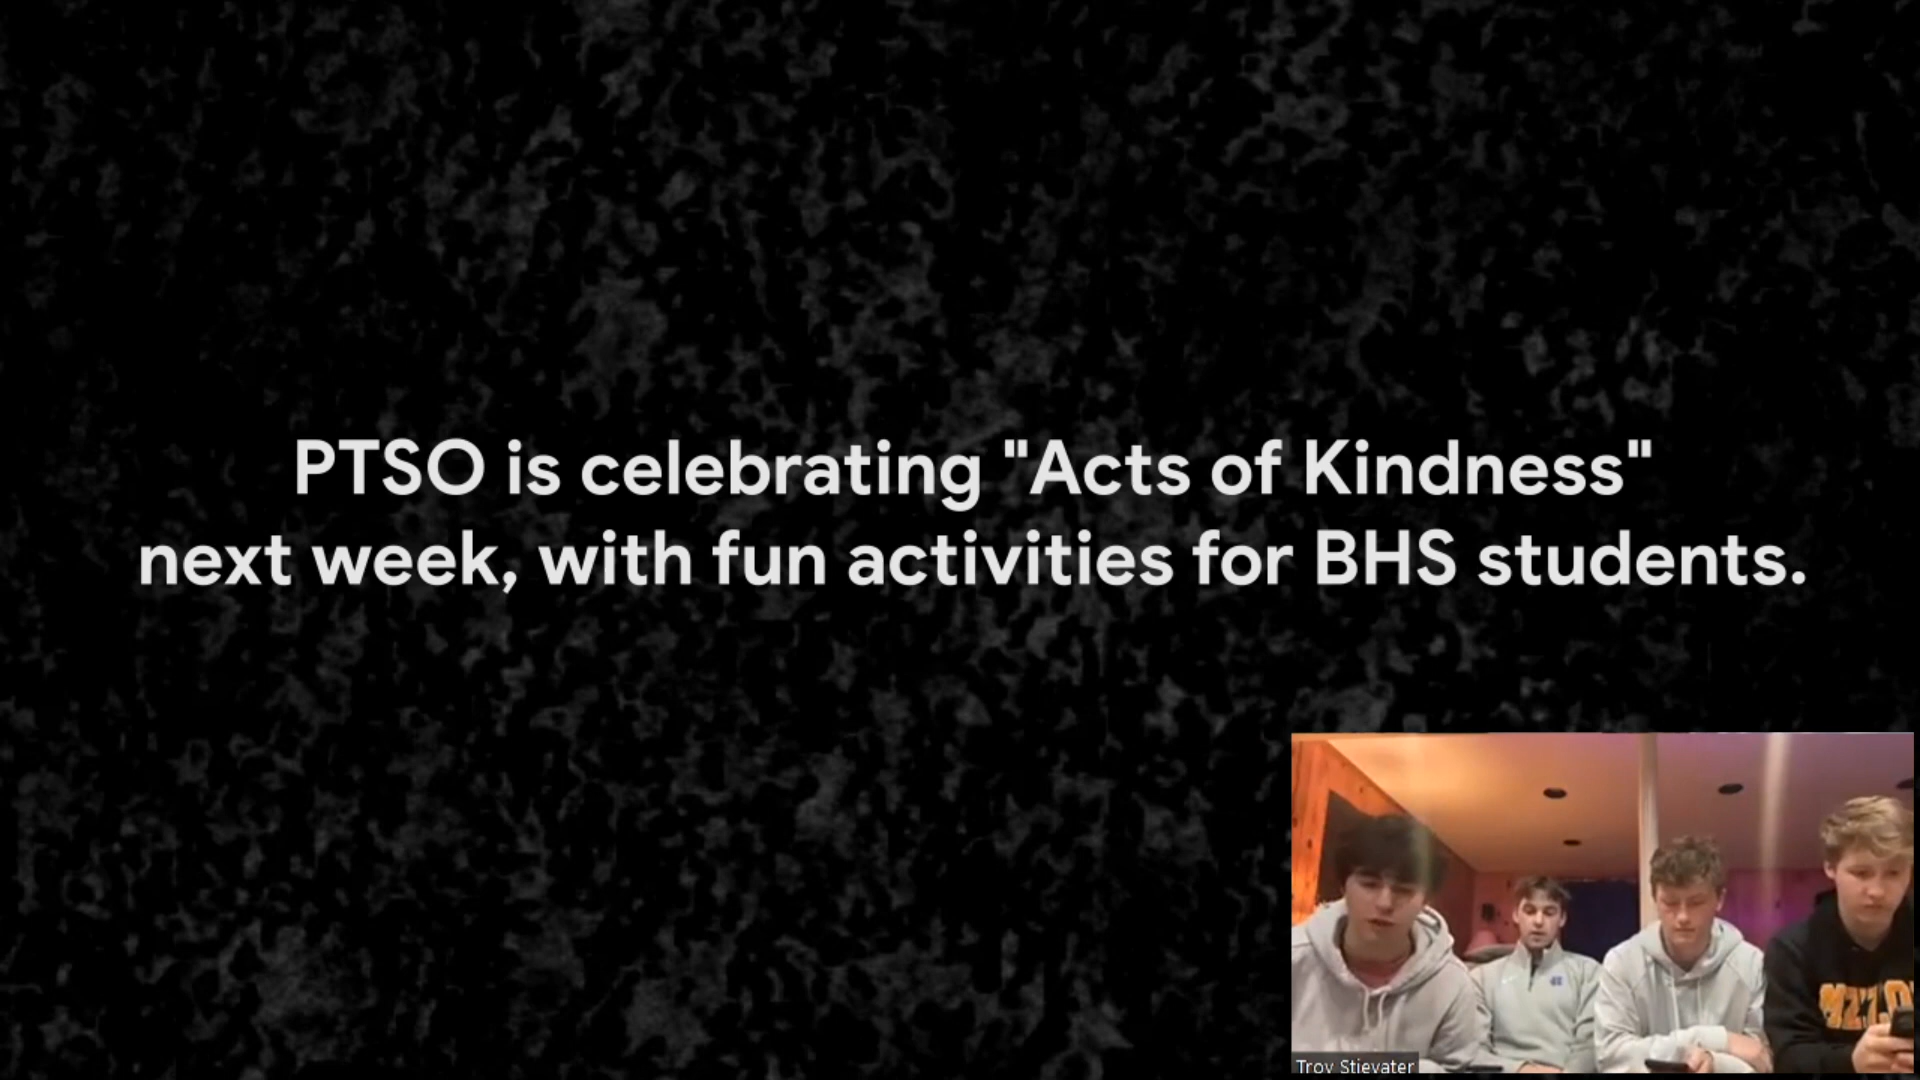 PTSO is celebrating "Acts of Kindness"
next week, with fun activities for BHS students.
Troy Stievater